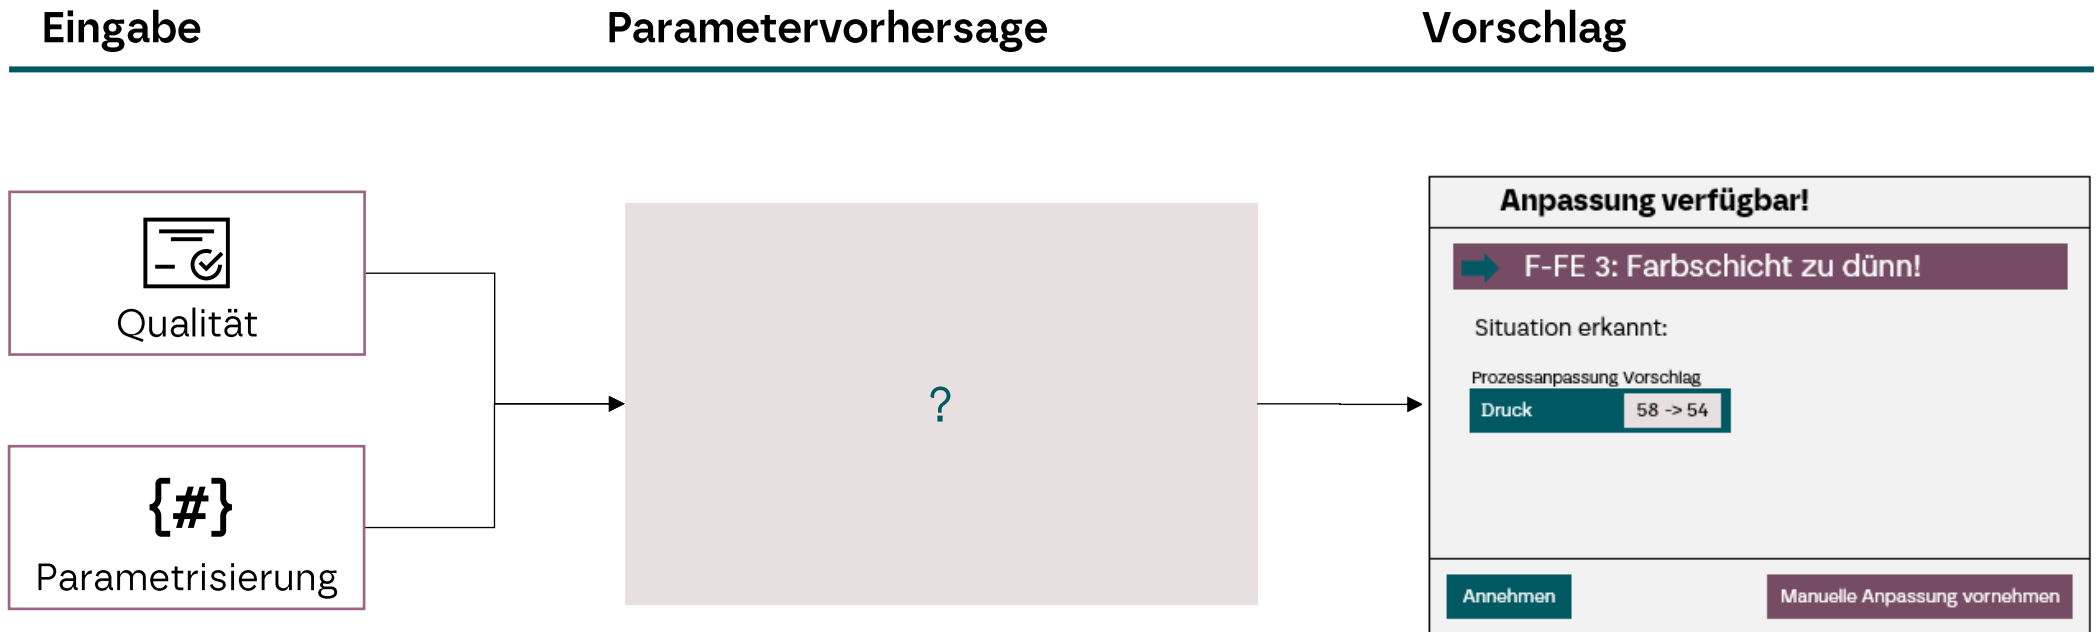 Eingabe
Parametervorhersage
Vorschlag
Qualität
{#}
Parametrisierung
?
Anpassung verfügbar!
F-FE 3: Farbschicht zu dünn!
Situation erkannt:
Prozessanpassung Vorschlag
Druck 58 -> 54
Annehmen
Manuelle Anpassung vornehmen